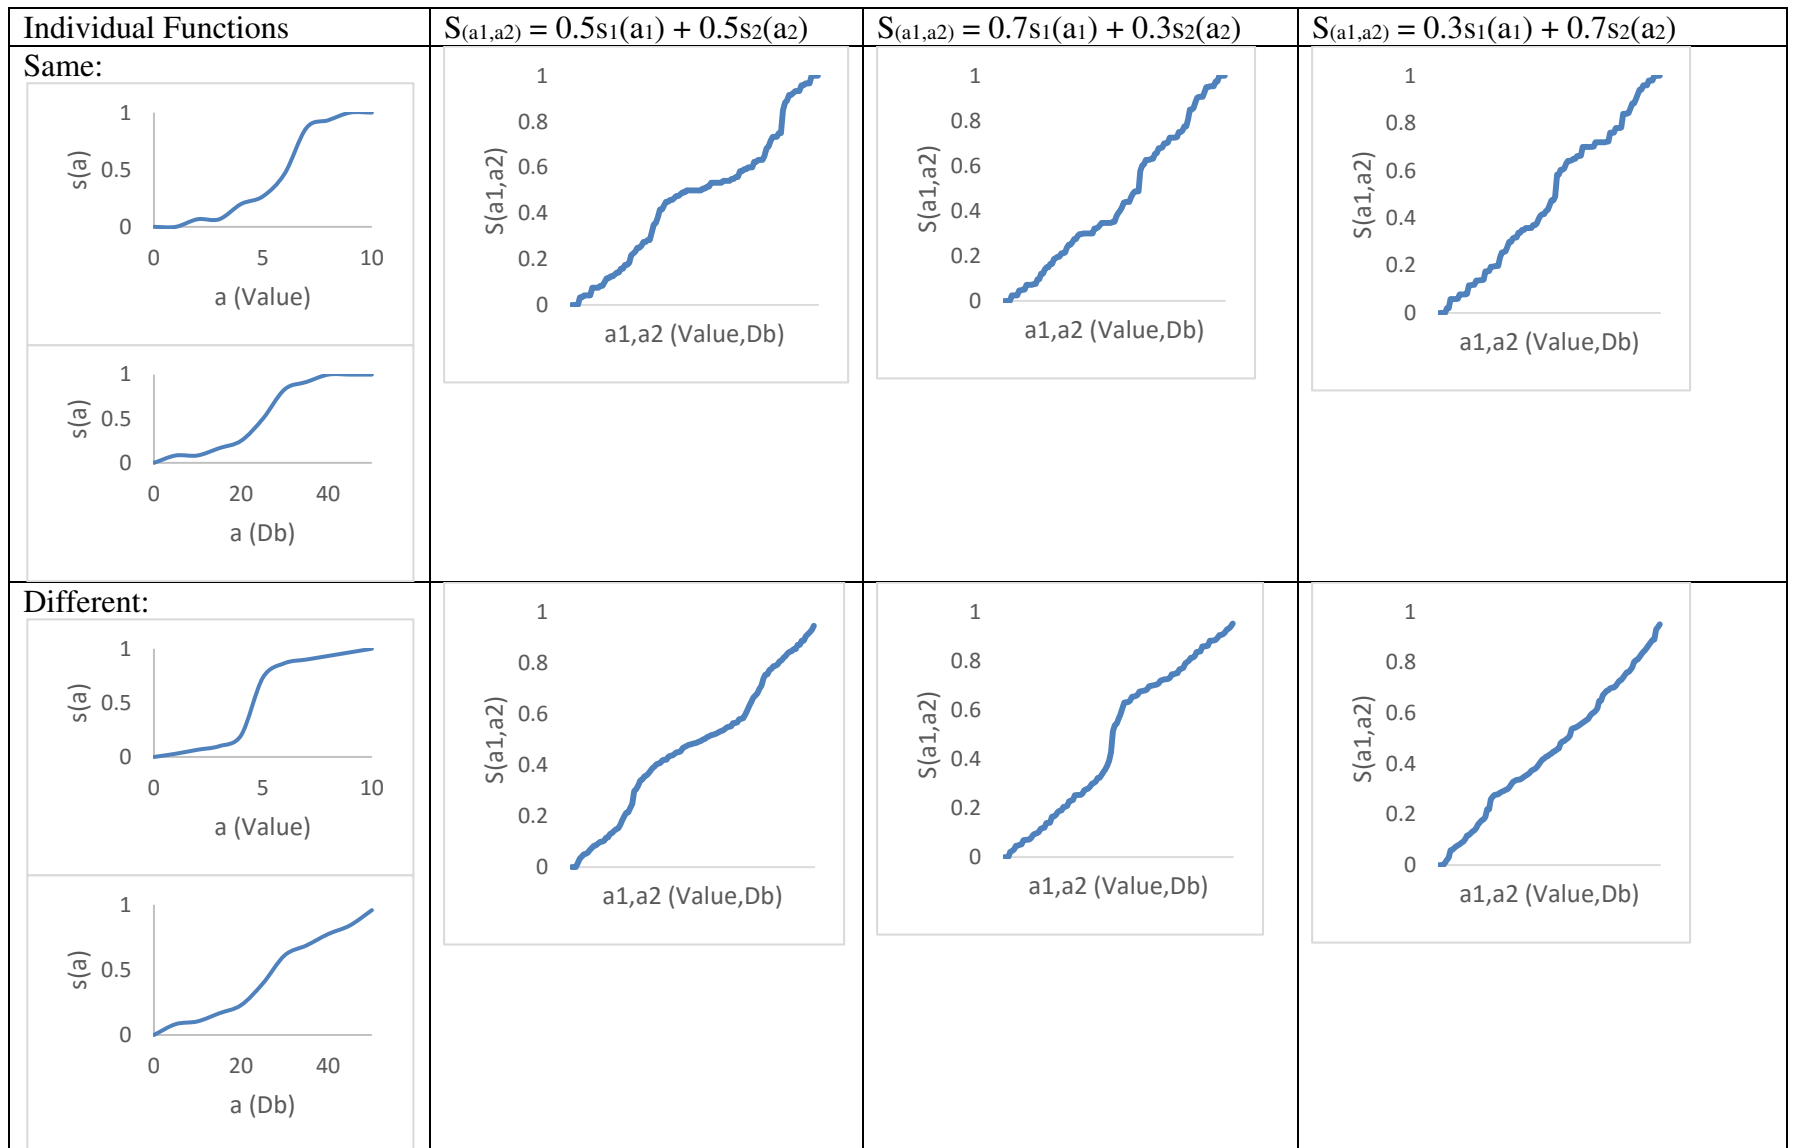 Individual Functions
S(a1,a2) = 0.5s1(a1) + 0.5s2(a2)
S(a1,a2) = 0.7s1(a1) + 0.3s2(a2)
S(a1,a2) = 0.3s1(a1) + 0.7s2(a2)
Same:
1
0.5
0
s(a)
0
5
10
a (Value)
1
0.5
0
s(a)
0
20
40
a (Db)
1
0.8
0.6
0.4
0.2
0
S(a1,a2)
a1,a2 (Value,Db)
1
0.8
0.6
0.4
0.2
0
S(a1,a2)
a1,a2 (Value,Db)
1
0.8
0.6
0.4
0.2
0
S(a1,a2)
a1,a2 (Value,Db)
Different:
1
0.5
0
s(a)
0
5
10
a (Value)
1
0.5
0
s(a)
0
20
40
a (Db)
1
0.8
0.6
0.4
0.2
0
S(a1,a2)
a1,a2 (Value,Db)
1
0.8
0.6
0.4
0.2
0
S(a1,a2)
a1,a2 (Value,Db)
1
0.8
0.6
0.4
0.2
0
S(a1,a2)
a1,a2 (Value,Db)